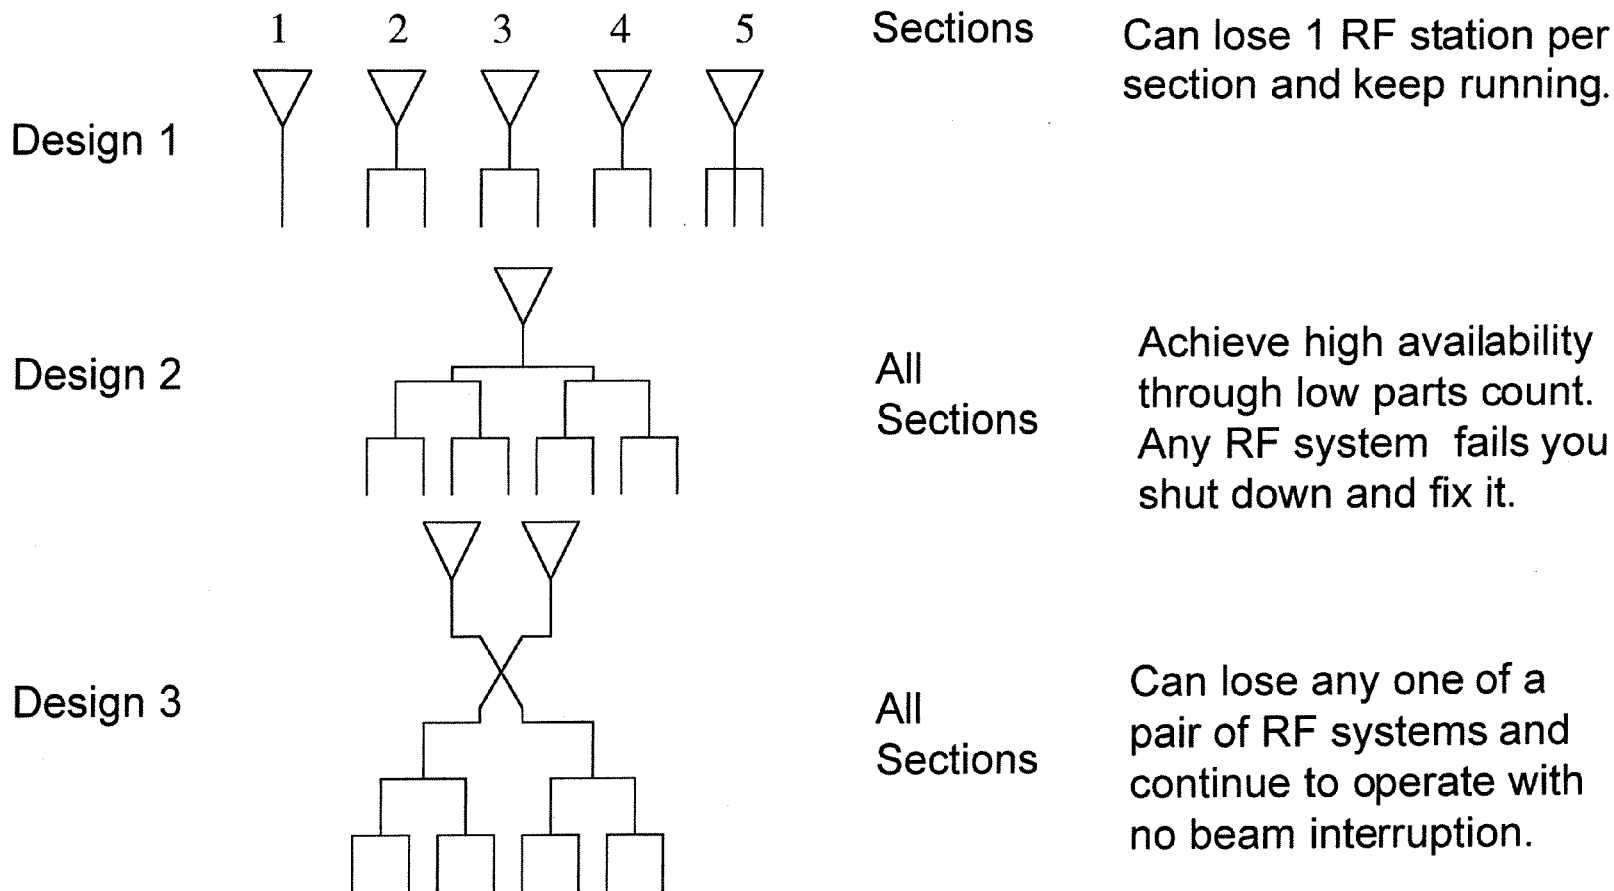 1 2 3 4 5 Sections
Can lose 1 RF station per
section and keep running.
Design 1
Design 2
All
Sections
Achieve high availability
through low parts count.
Any RF system fails you
shut down and fix it.
Design 3
All
Sections
Can lose any one of a
pair of RF systems and
continue to operate with
no beam interruption.